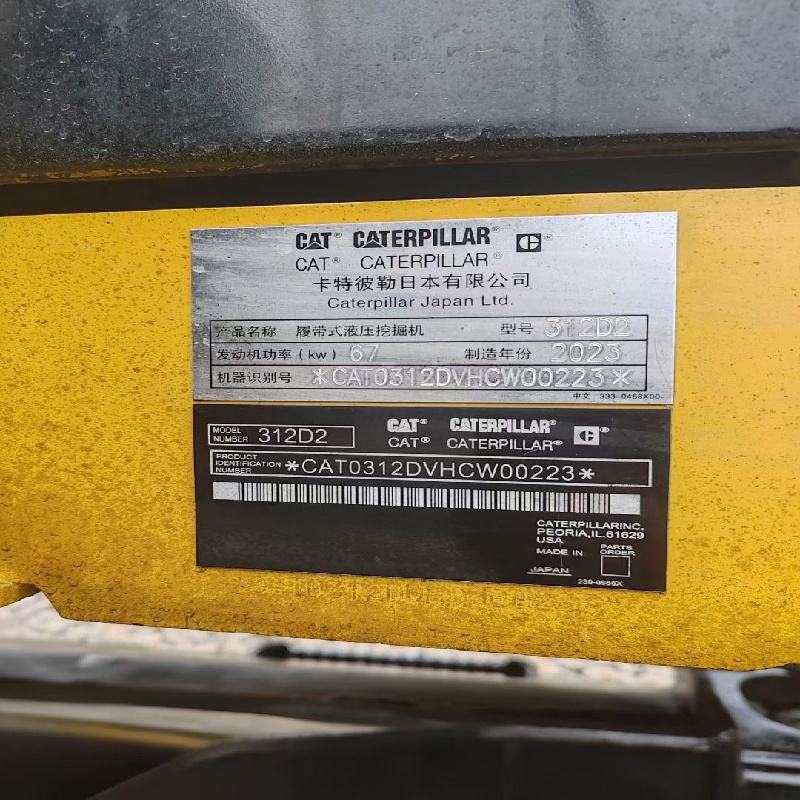 CAT® CATERPILLAR®
CAT® CATERPILLAR®
卡特彼勒日本有限公司
Caterpillar Japan Ltd.
产品名称 履带式液压挖掘机 型号 312D2
发动机功率(kw) 67 制造年份 2023
机器识别号 *CAT0312DVHCW00223*
中文
MODEL NUMBER 312D2 CAT® CATERPILLAR®
CAT® CATERPILLAR®
PRODUCT IDENTIFICATION NUMBER *CAT0312DVHCW00223*
CATERPILLAR INC.
PEORIA, IL. 61629
USA
MADE IN PARTS ORDER
JAPAN